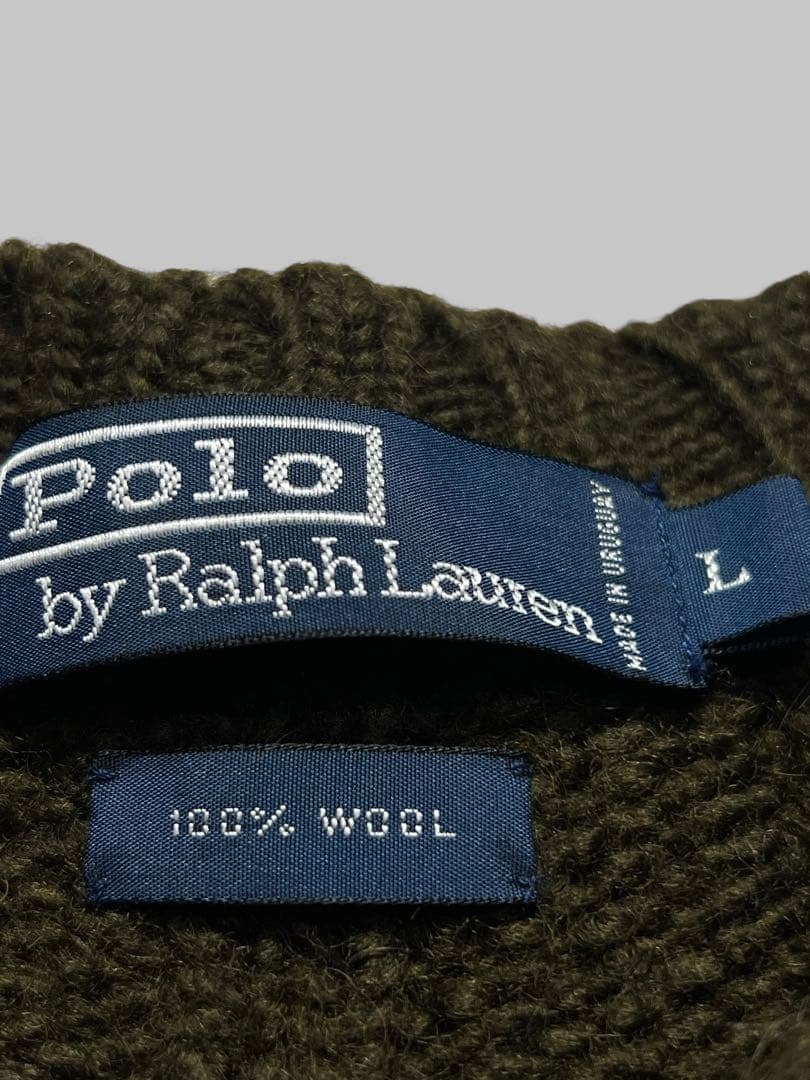 Polo
by Ralph Lauren
MADE IN URUGUAY
L
100% WOOL